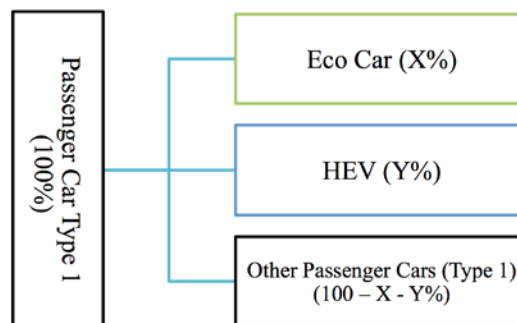 Passenger Car Type 1
(100%)
Eco Car (X%)
HEV (Y%)
Other Passenger Cars (Type 1)
(100 – X - Y%)